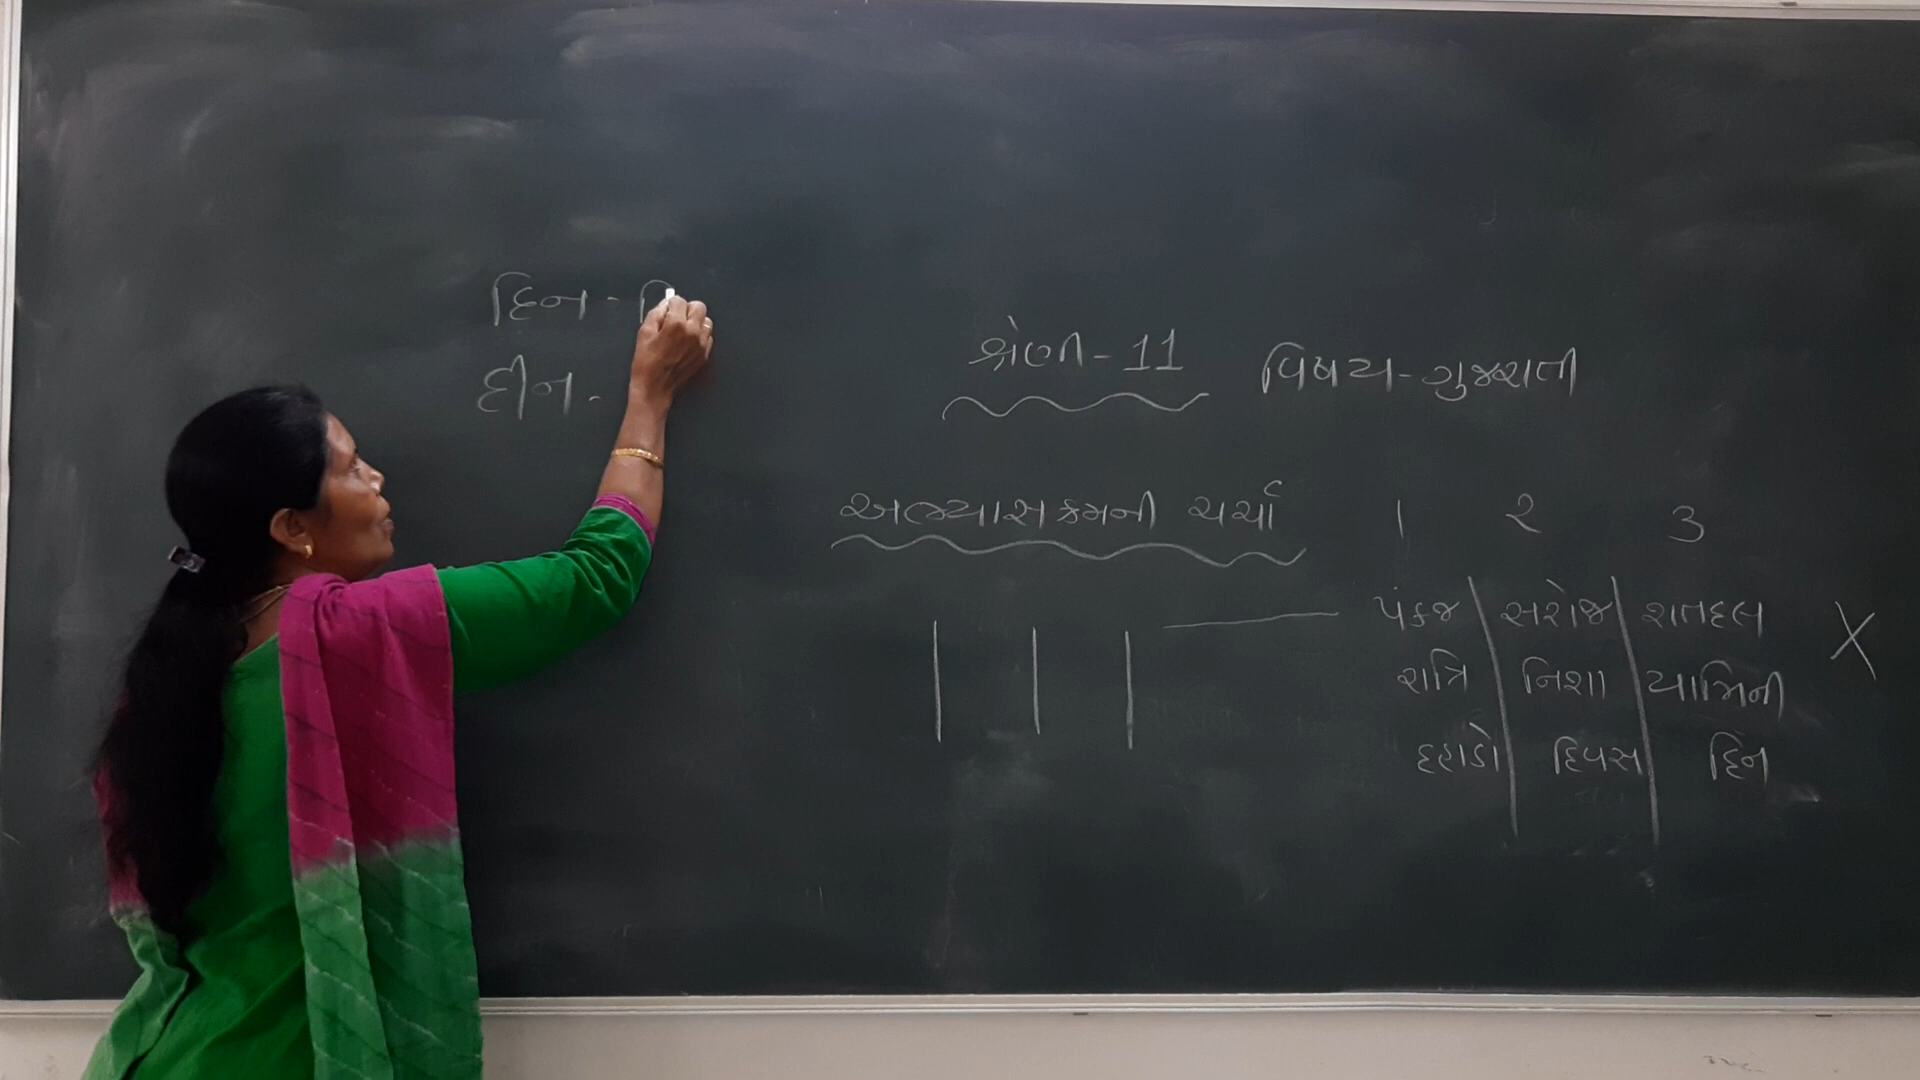 દિન -
દીન -
શ્રેણી - 11
વિષય - ગુજરાતી
અભ્યાસક્રમની ચર્ચા
1 2 3
પંકજ સરોજ શતદલ X
રાત્રિ નિશા યામિની
દહાડો દિવસ દિન